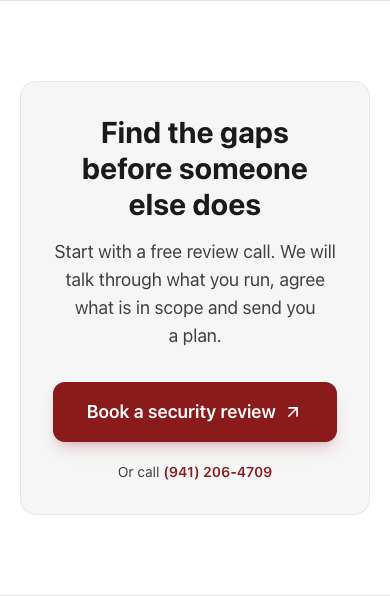 Find the gaps
before someone
else does
Start with a free review call. We will
talk through what you run, agree
what is in scope and send you
a plan.
Book a security review
Or call (941) 206-4709